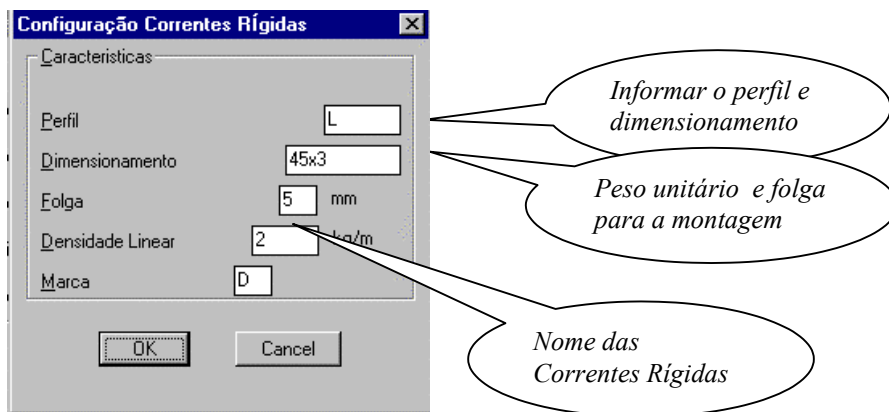 Configuração Correntes RÍgidas
Caracteristicas
Perfil
L
Dimensionamento
45x3
Folga
5
mm
Densidade Linear
2
kg/m
Marca
D
OK
Cancel
Informar o perfil e
dimensionamento
Peso unitário e folga
para a montagem
Nome das
Correntes Rígidas